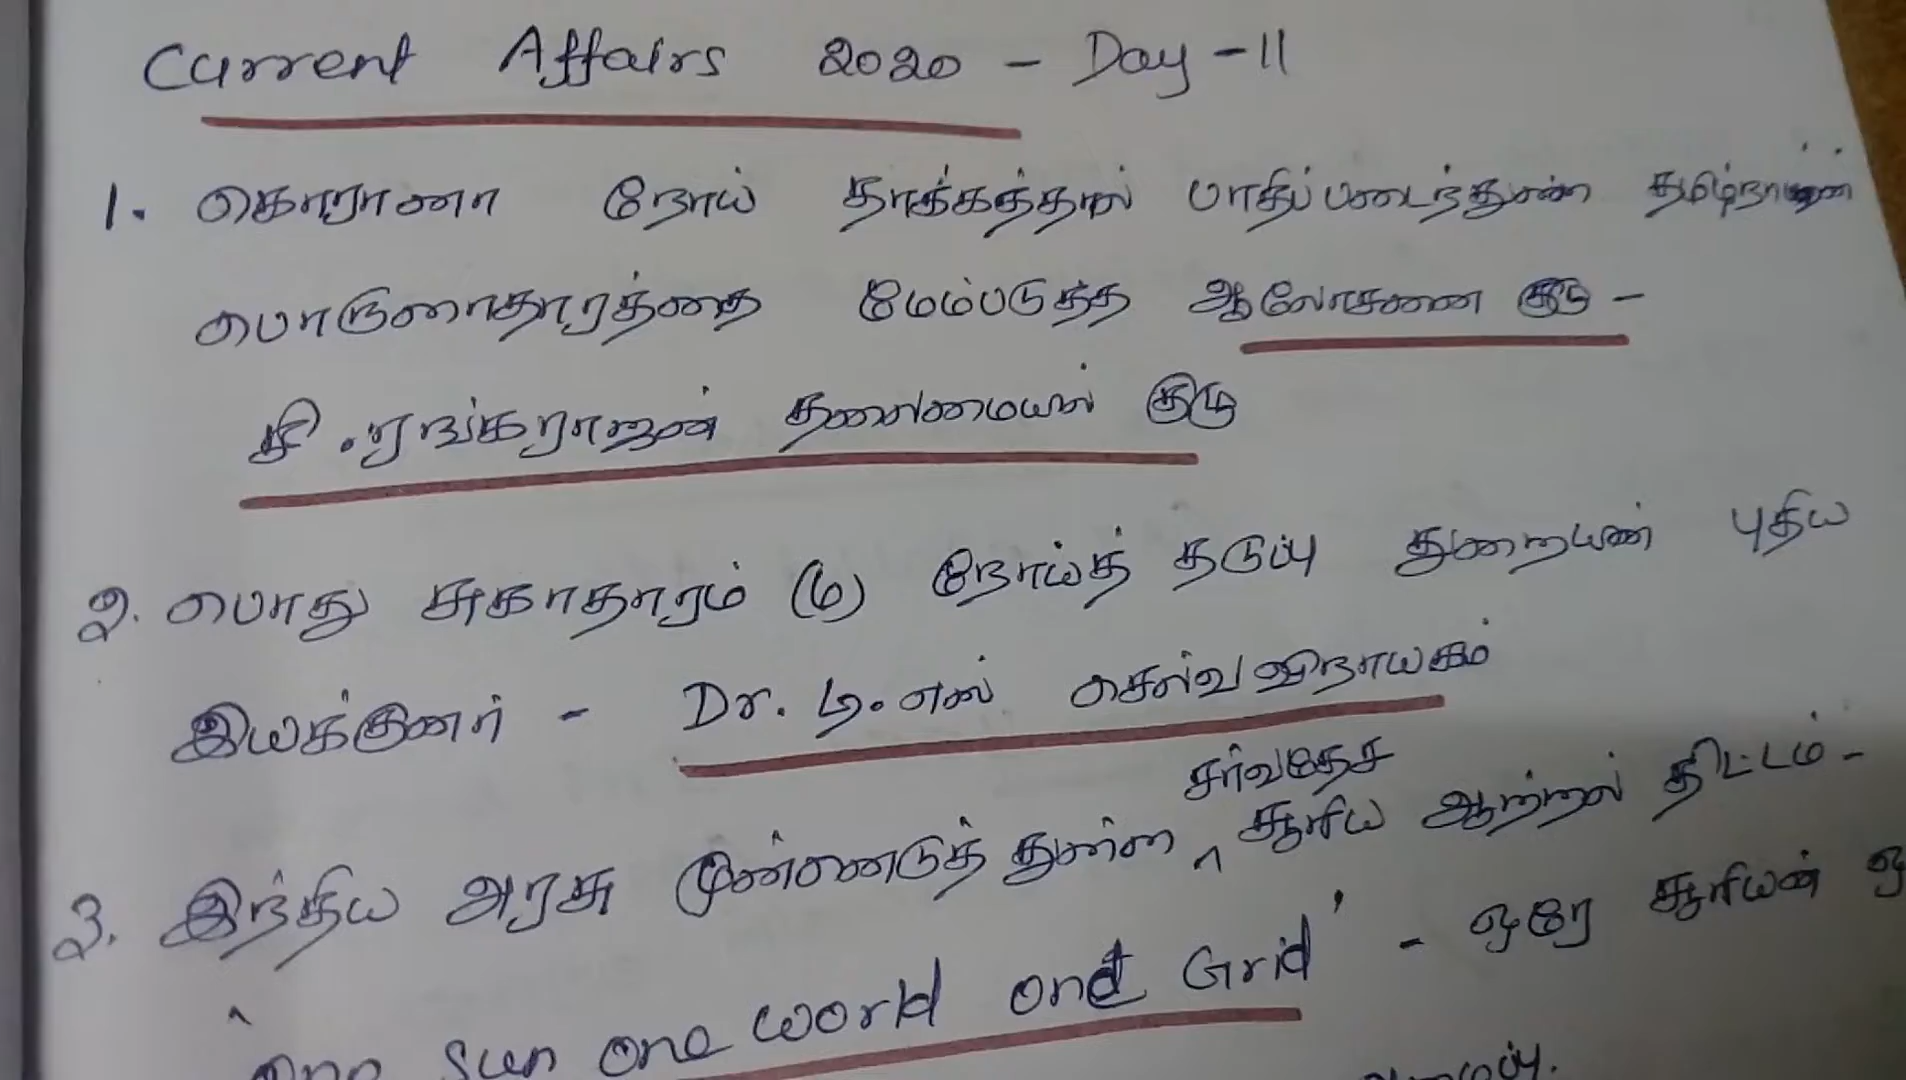 Current Affairs 2020 - Day - 11
1. கொரானா நோய் தாக்கத்தால் பாதிப்படைந்துள்ள
பொருளாதாரத்தை மேம்படுத்த ஆலோசனை குழு -
சி. ரங்கராஜன் தலைமையில் குழு
2. பொது சுகாதாரம் (ம) நோய்த் தடுப்பு துறையின் புதிய
இயக்குனர் - Dr. டி.எஸ் செல்வவிநாயகம்
சர்வதேச
3. இந்திய அரசு முன்னெடுத்துள்ள ^ சூரிய ஆற்றல் திட்டம் -
'One Sun One World One Grid' - ஒரே சூரியன்